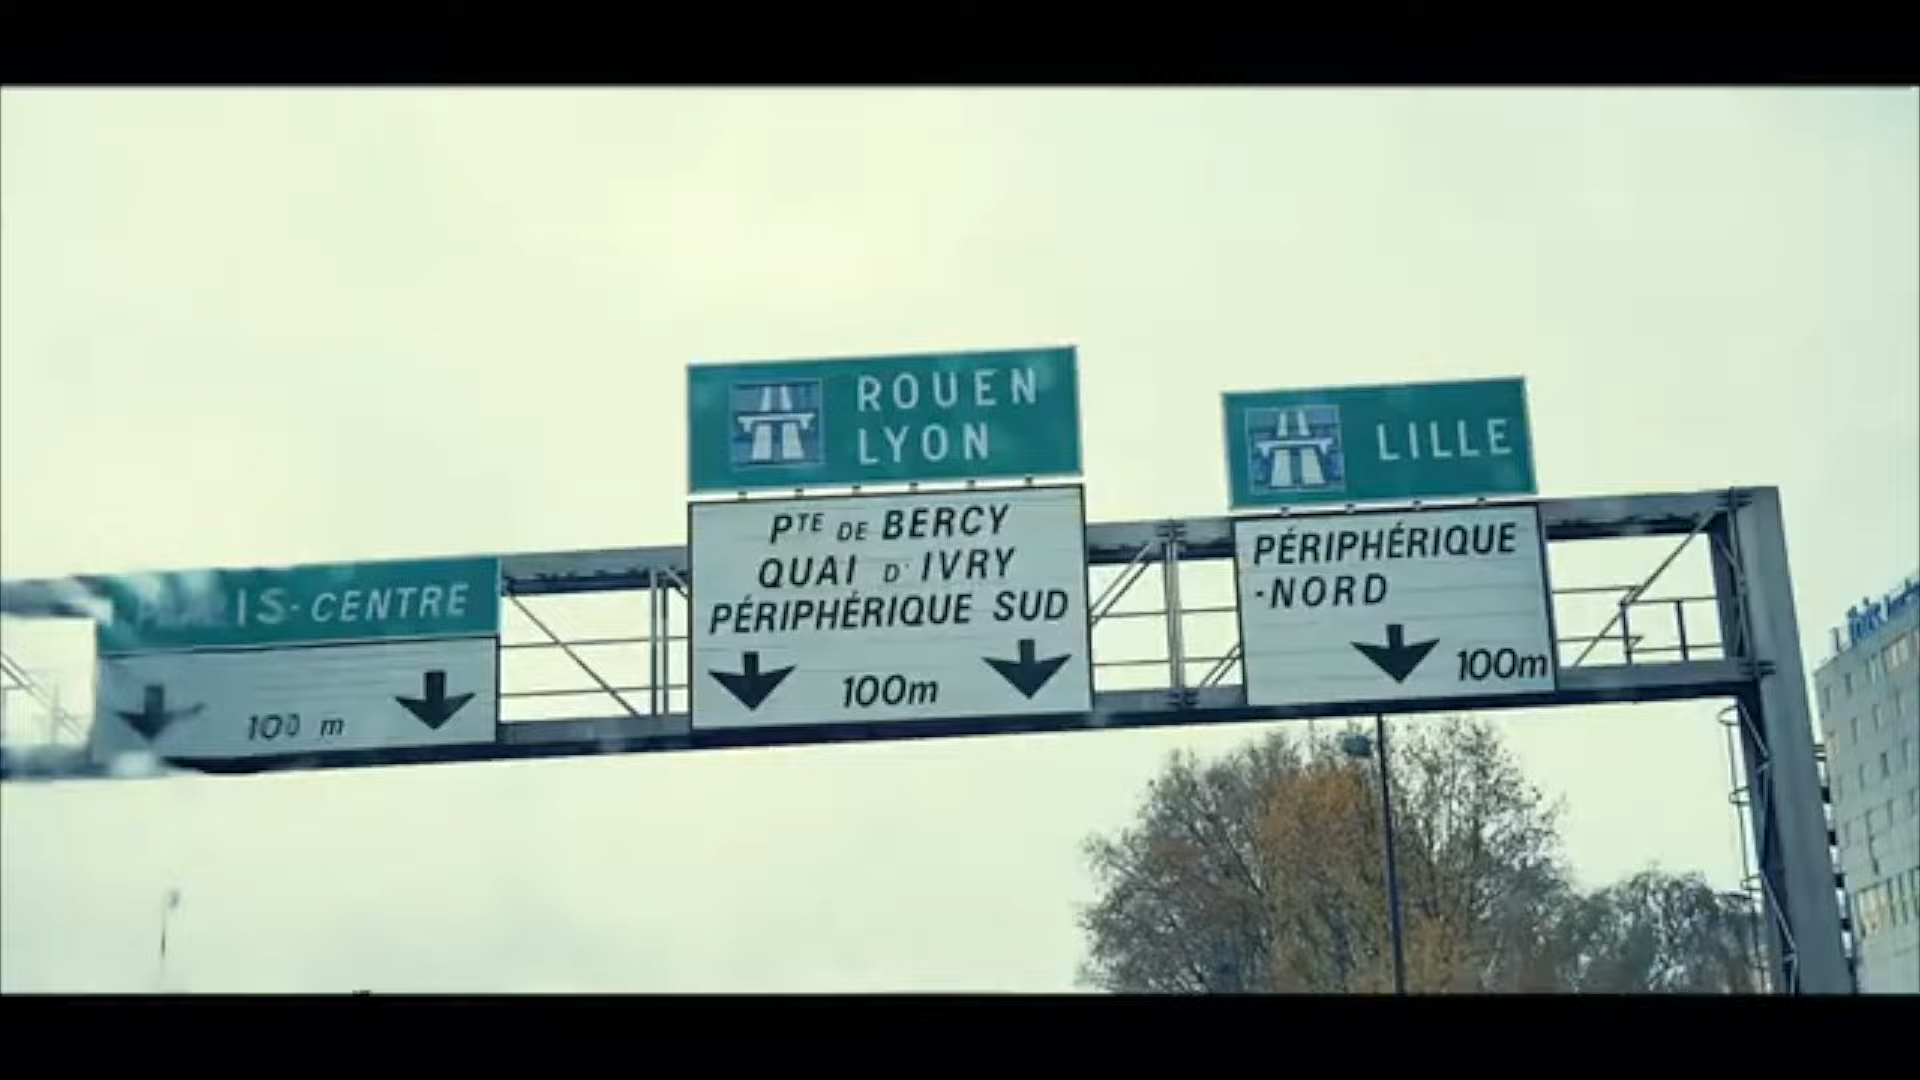 IS-CENTRE
100 m
ROUEN
LYON
PTE DE BERCY
QUAI D'IVRY
PÉRIPHÉRIQUE SUD
100m
LILLE
PÉRIPHÉRIQUE
-NORD
100m